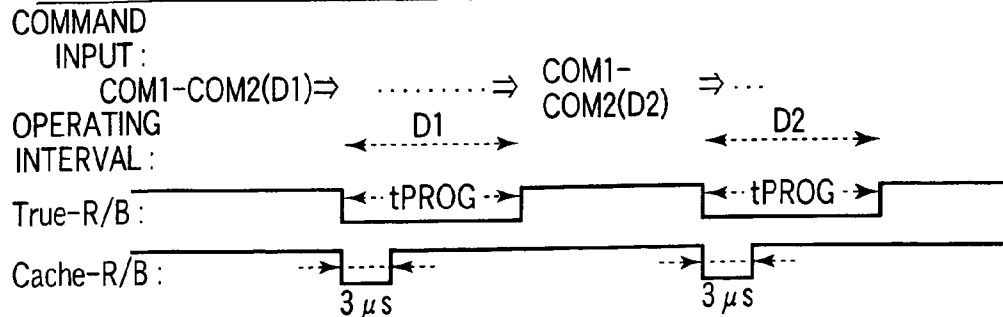 COMMAND
INPUT :
COM1-COM2(D1)⇒ ········· ⇒ COM1-
COM2(D2) ⇒ ···
OPERATING
INTERVAL :
D1 D2
True-R/B : tPROG tPROG
Cache-R/B :
3 μs 3 μs